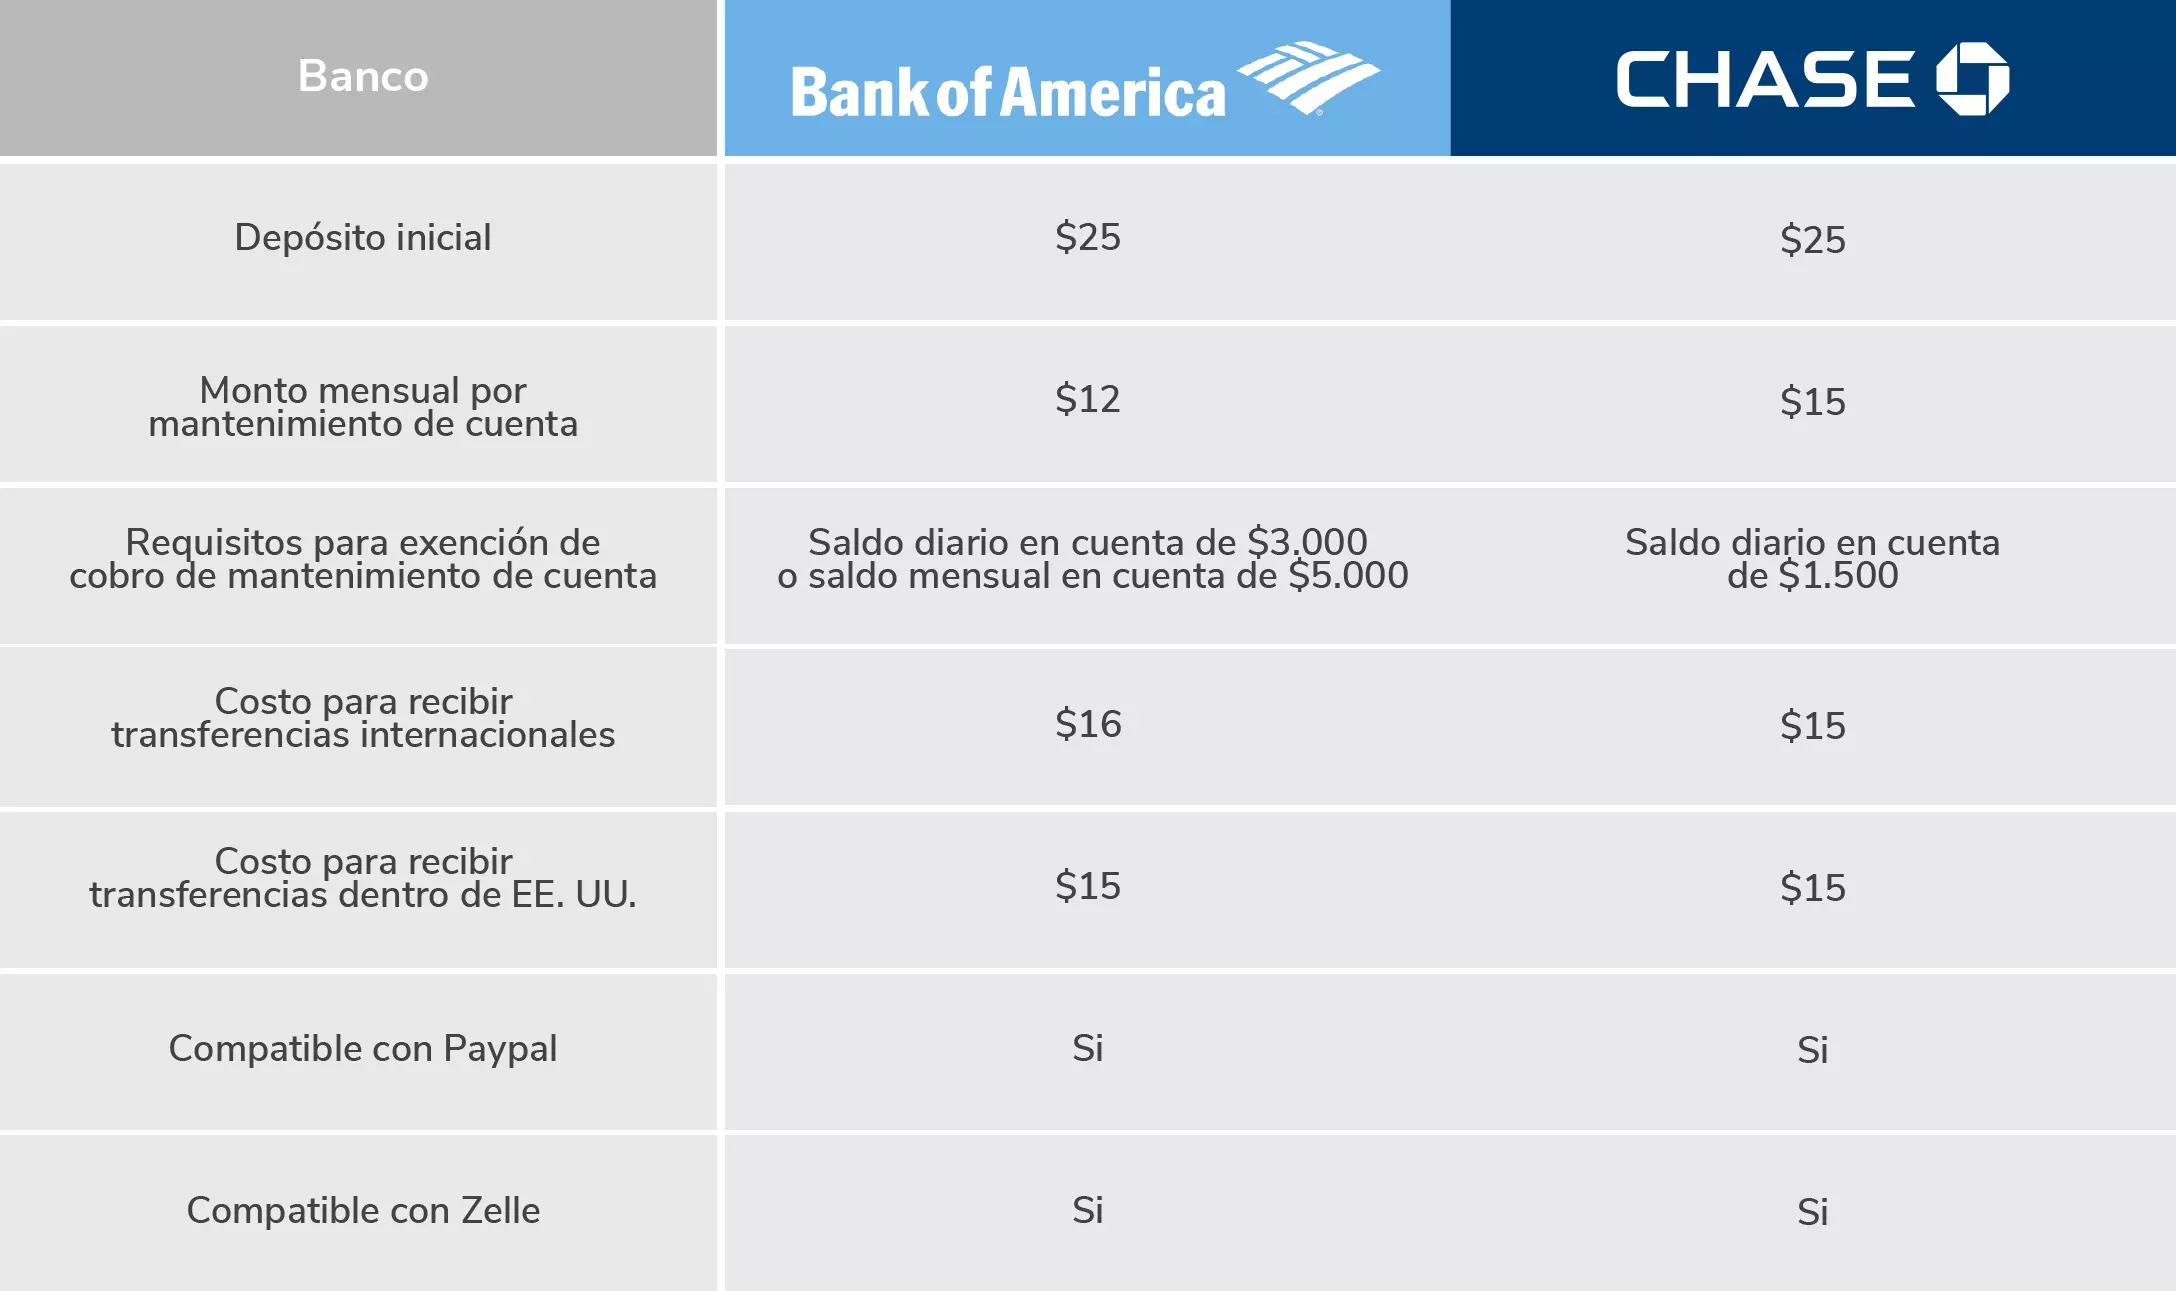 Banco
Bank of America
CHASE
Depósito inicial
$25
$25
Monto mensual por
mantenimiento de cuenta
$12
$15
Requisitos para exención de
cobro de mantenimiento de cuenta
Saldo diario en cuenta de $3.000
o saldo mensual en cuenta de $5.000
Saldo diario en cuenta
de $1.500
Costo para recibir
transferencias internacionales
$16
$15
Costo para recibir
transferencias dentro de EE. UU.
$15
$15
Compatible con Paypal
Si
Si
Compatible con Zelle
Si
Si